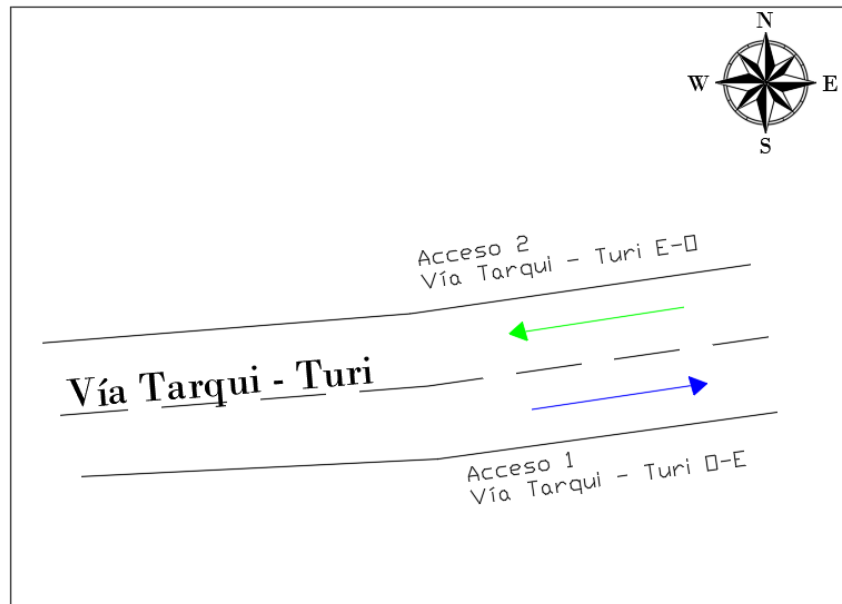 N
W E
S
Acceso 2
Vía Tarqui - Turi E-O
Vía Tarqui - Turi
Acceso 1
Vía Tarqui - Turi O-E